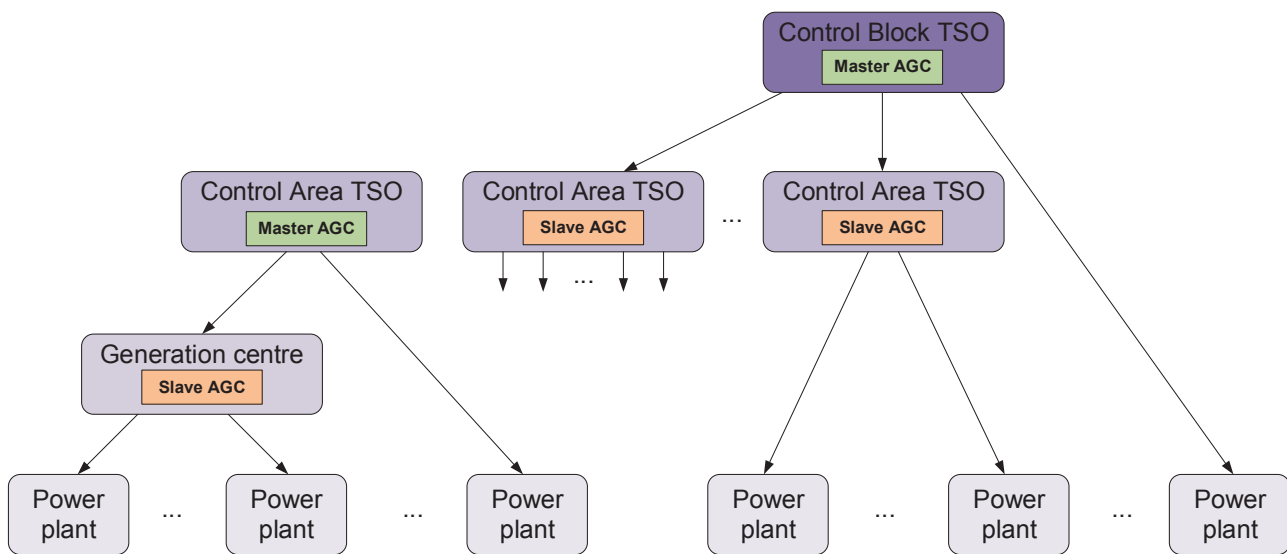 Control Block TSO
Master AGC
Control Area TSO
Master AGC
Control Area TSO
Slave AGC
...
Control Area TSO
Slave AGC
...
Generation centre
Slave AGC
Power
plant
...
Power
plant
...
Power
plant
Power
plant
...
Power
plant
...
Power
plant